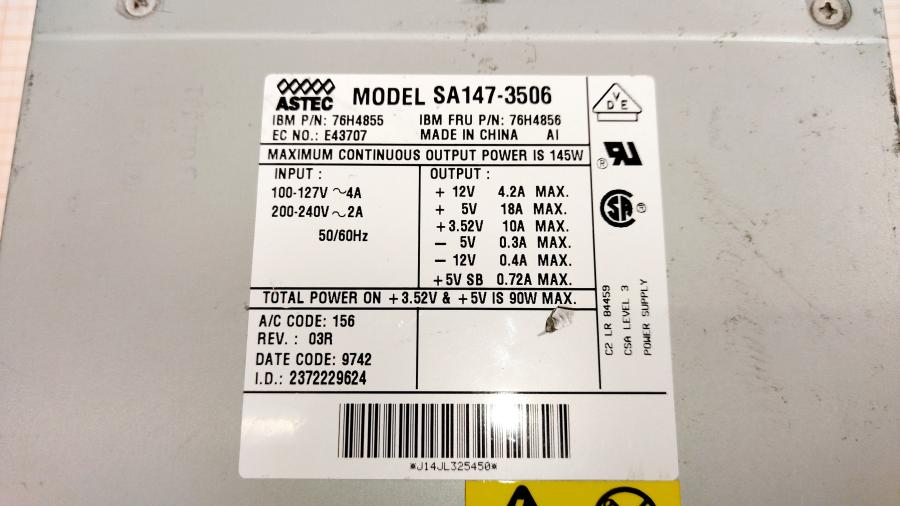 ASTEC MODEL SA147-3506
IBM P/N: 76H4855 IBM FRU P/N: 76H4856
EC NO.: E43707 MADE IN CHINA A1
MAXIMUM CONTINUOUS OUTPUT POWER IS 145W
INPUT : OUTPUT :
100-127V ~4A + 12V 4.2A MAX.
200-240V ~ 2A + 5V 18A MAX.
+3.52V 10A MAX.
50/60Hz − 5V 0.3A MAX.
− 12V 0.4A MAX.
+5V SB 0.72A MAX.
TOTAL POWER ON +3.52V & +5V IS 90W MAX.
A/C CODE: 156
REV. : 03R
DATE CODE: 9742
I.D.: 2372229624
*J14JL325450*
VDE
®
SA ®
C2 LR 84459
CSA LEVEL 3
POWER SUPPLY